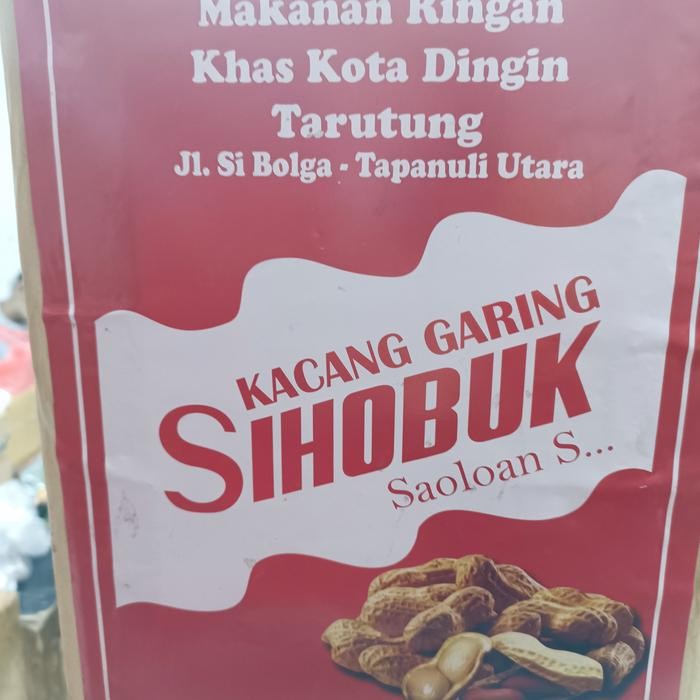 Makanan Ringan
Khas Kota Dingin
Tarutung
Jl. Si Bolga - Tapanuli Utara
KACANG GARING
SIHOBUK
Saoloan S...